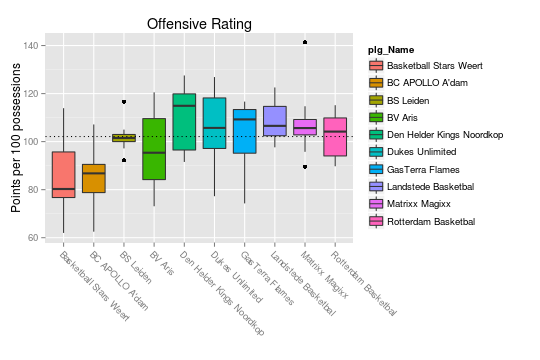 Offensive Rating
Points per 100 possessions
140
120
100
80
60
Basketball Stars Weert
BC APOLLO A'dam
BS Leiden
BV Aris
Den Helder Kings Noordkop
Dukes Unlimited
GasTerra Flames
Landstede Basketbal
Matrixx Magixx
Rotterdam Basketbal
plg_Name
Basketball Stars Weert
BC APOLLO A'dam
BS Leiden
BV Aris
Den Helder Kings Noordkop
Dukes Unlimited
GasTerra Flames
Landstede Basketbal
Matrixx Magixx
Rotterdam Basketbal